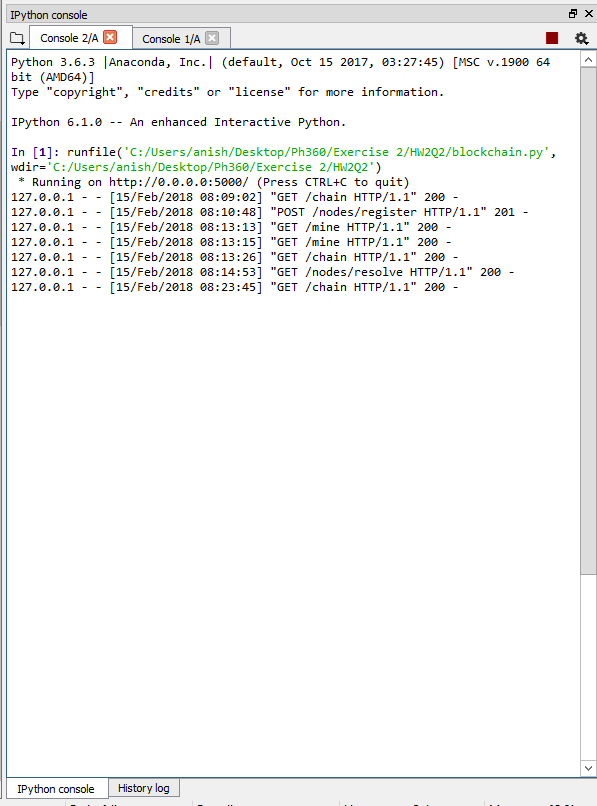 IPython console
Console 2/A
Console 1/A
Python 3.6.3 |Anaconda, Inc.| (default, Oct 15 2017, 03:27:45) [MSC v.1900 64
bit (AMD64)]
Type "copyright", "credits" or "license" for more information.
IPython 6.1.0 -- An enhanced Interactive Python.
In [1]: runfile('C:/Users/anish/Desktop/Ph360/Exercise 2/HW2Q2/blockchain.py',
wdir='C:/Users/anish/Desktop/Ph360/Exercise 2/HW2Q2')
* Running on http://0.0.0.0:5000/ (Press CTRL+C to quit)
127.0.0.1 - - [15/Feb/2018 08:09:02] "GET /chain HTTP/1.1" 200 -
127.0.0.1 - - [15/Feb/2018 08:10:48] "POST /nodes/register HTTP/1.1" 201 -
127.0.0.1 - - [15/Feb/2018 08:13:13] "GET /mine HTTP/1.1" 200 -
127.0.0.1 - - [15/Feb/2018 08:13:15] "GET /mine HTTP/1.1" 200 -
127.0.0.1 - - [15/Feb/2018 08:13:26] "GET /chain HTTP/1.1" 200 -
127.0.0.1 - - [15/Feb/2018 08:14:53] "GET /nodes/resolve HTTP/1.1" 200 -
127.0.0.1 - - [15/Feb/2018 08:23:45] "GET /chain HTTP/1.1" 200 -
IPython console
History log